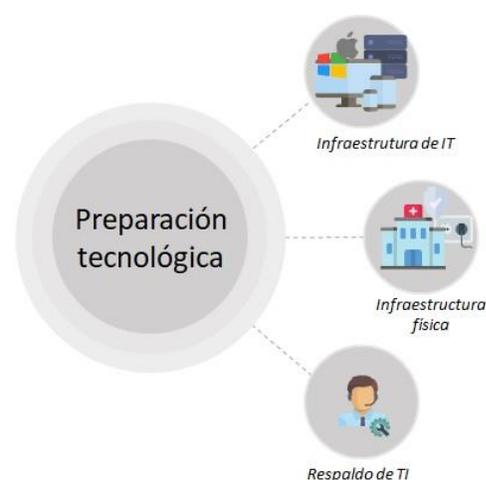 Infraestrutura de IT
Preparación
tecnológica
Infraestructura
física
Respaldo de TI